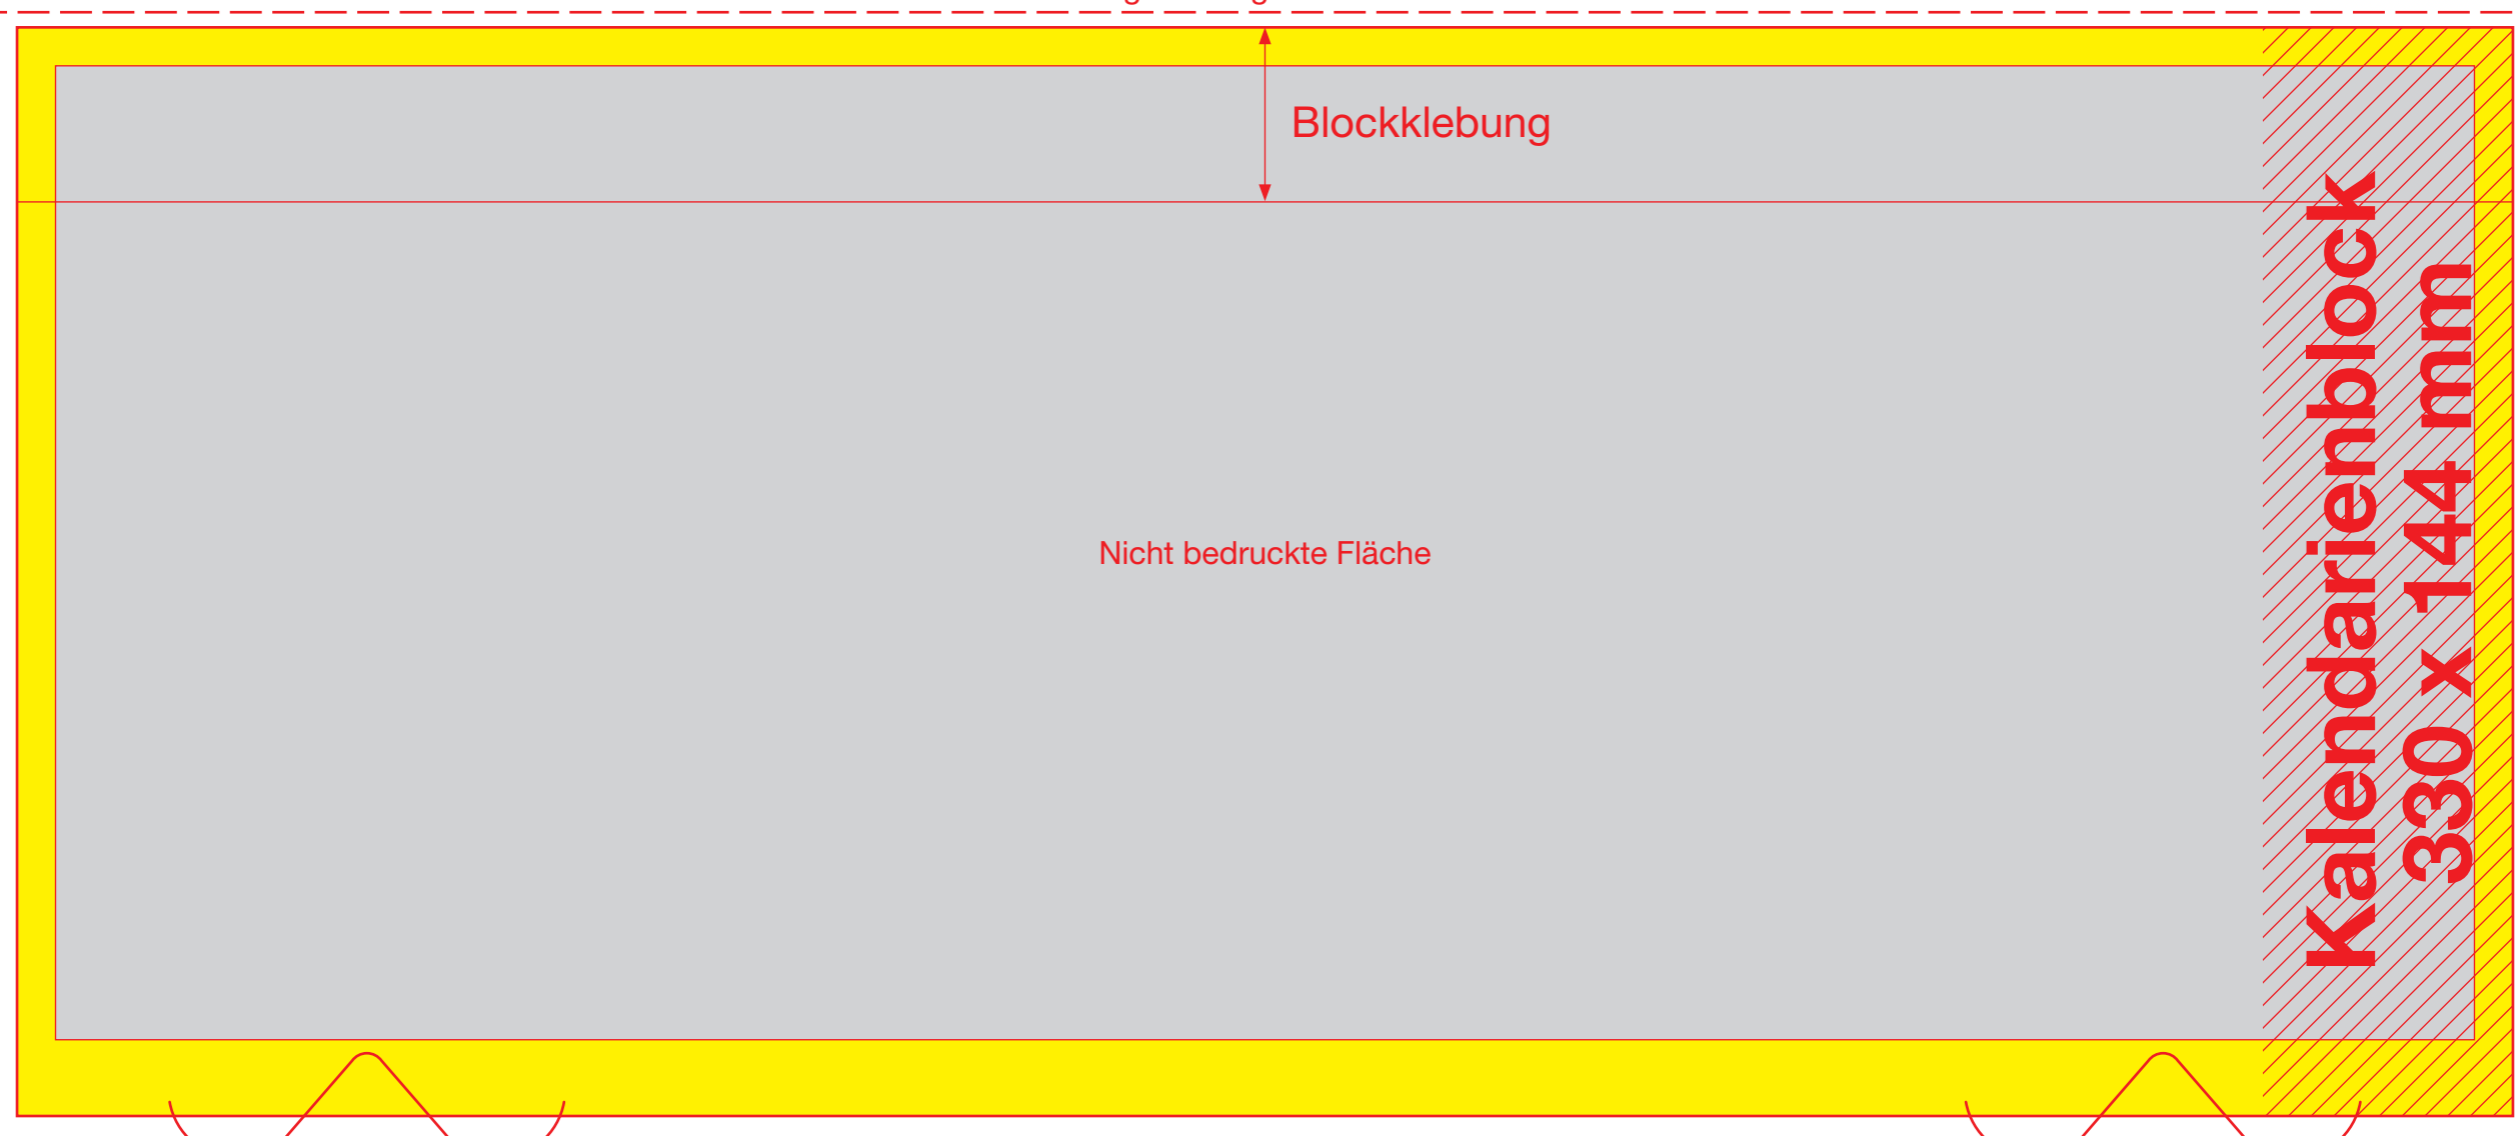 Blockklebung
Nicht bedruckte Fläche
Kalendarienblock
330 x 144 mm